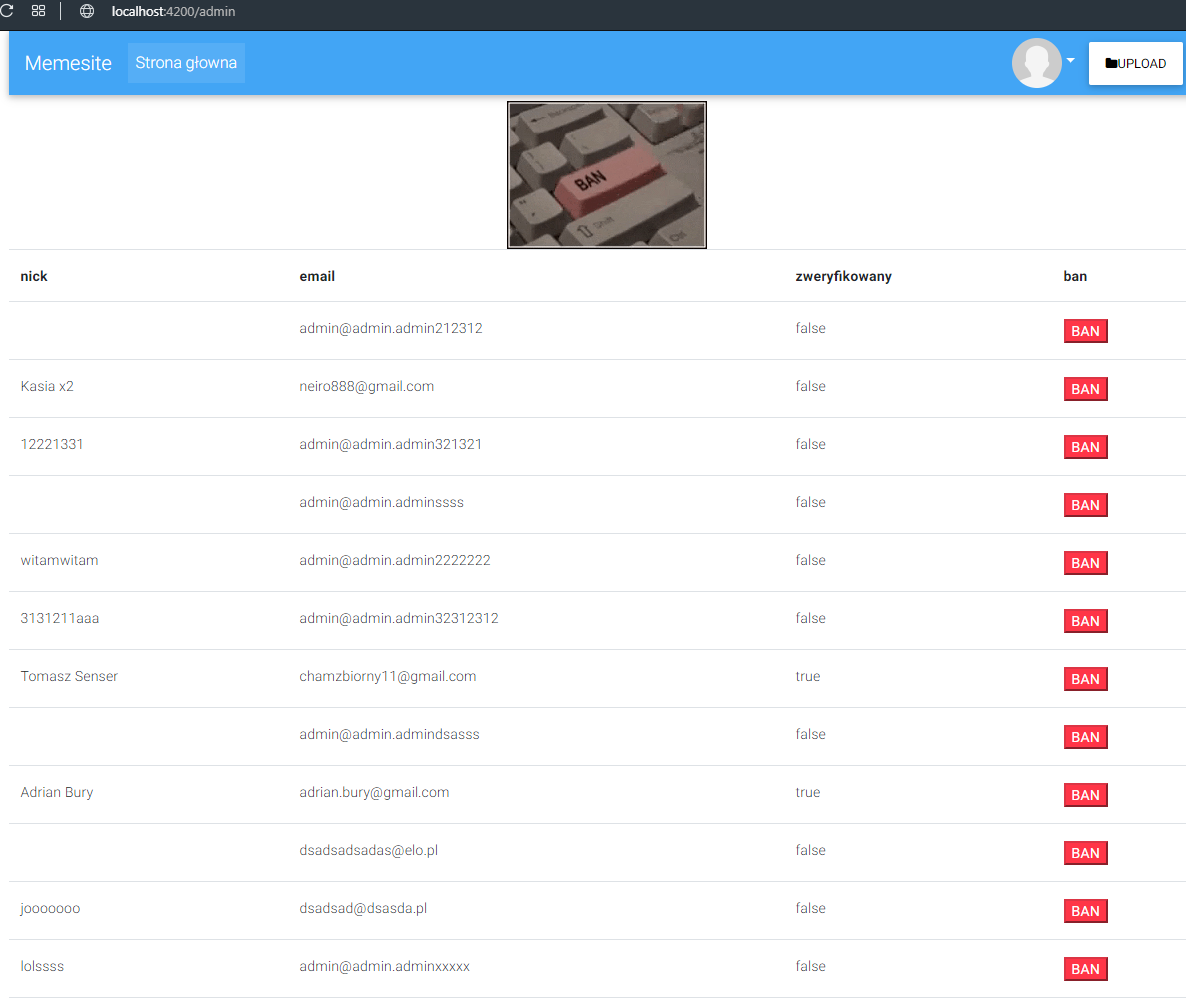 localhost:4200/admin
Memesite Strona głowna UPLOAD
BAN
Shift
Ctrl
nick email zweryfikowany ban
admin@admin.admin212312 false BAN
Kasia x2 neiro888@gmail.com false BAN
12221331 admin@admin.admin321321 false BAN
admin@admin.adminssss false BAN
witamwitam admin@admin.admin2222222 false BAN
3131211aaa admin@admin.admin32312312 false BAN
Tomasz Senser chamzbiorny11@gmail.com true BAN
admin@admin.admindsasss false BAN
Adrian Bury adrian.bury@gmail.com true BAN
dsadsadsadas@elo.pl false BAN
jooooooo dsadsad@dsasda.pl false BAN
lolssss admin@admin.adminxxxxx false BAN